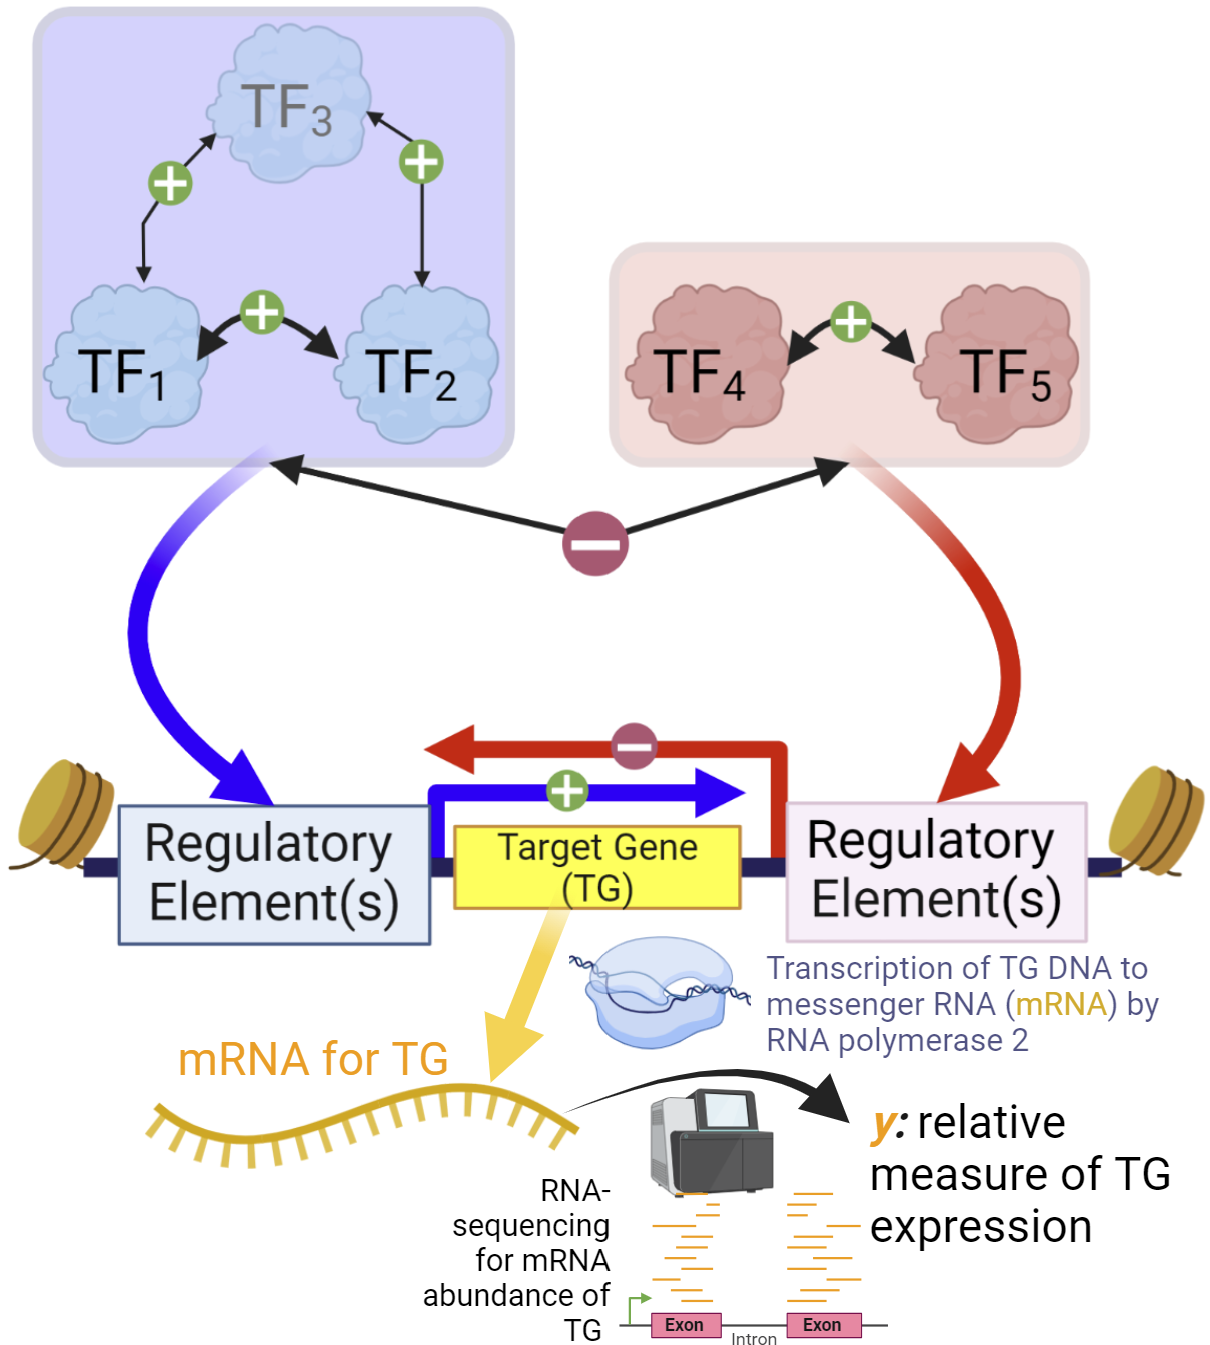 TF3
TF1
TF2
TF4
TF5
Regulatory
Element(s)
Target Gene
(TG)
Regulatory
Element(s)
Transcription of TG DNA to
messenger RNA (mRNA) by
RNA polymerase 2
mRNA for TG
y: relative
measure of TG
expression
RNA-
sequencing
for mRNA
abundance of
TG
Exon
Intron
Exon